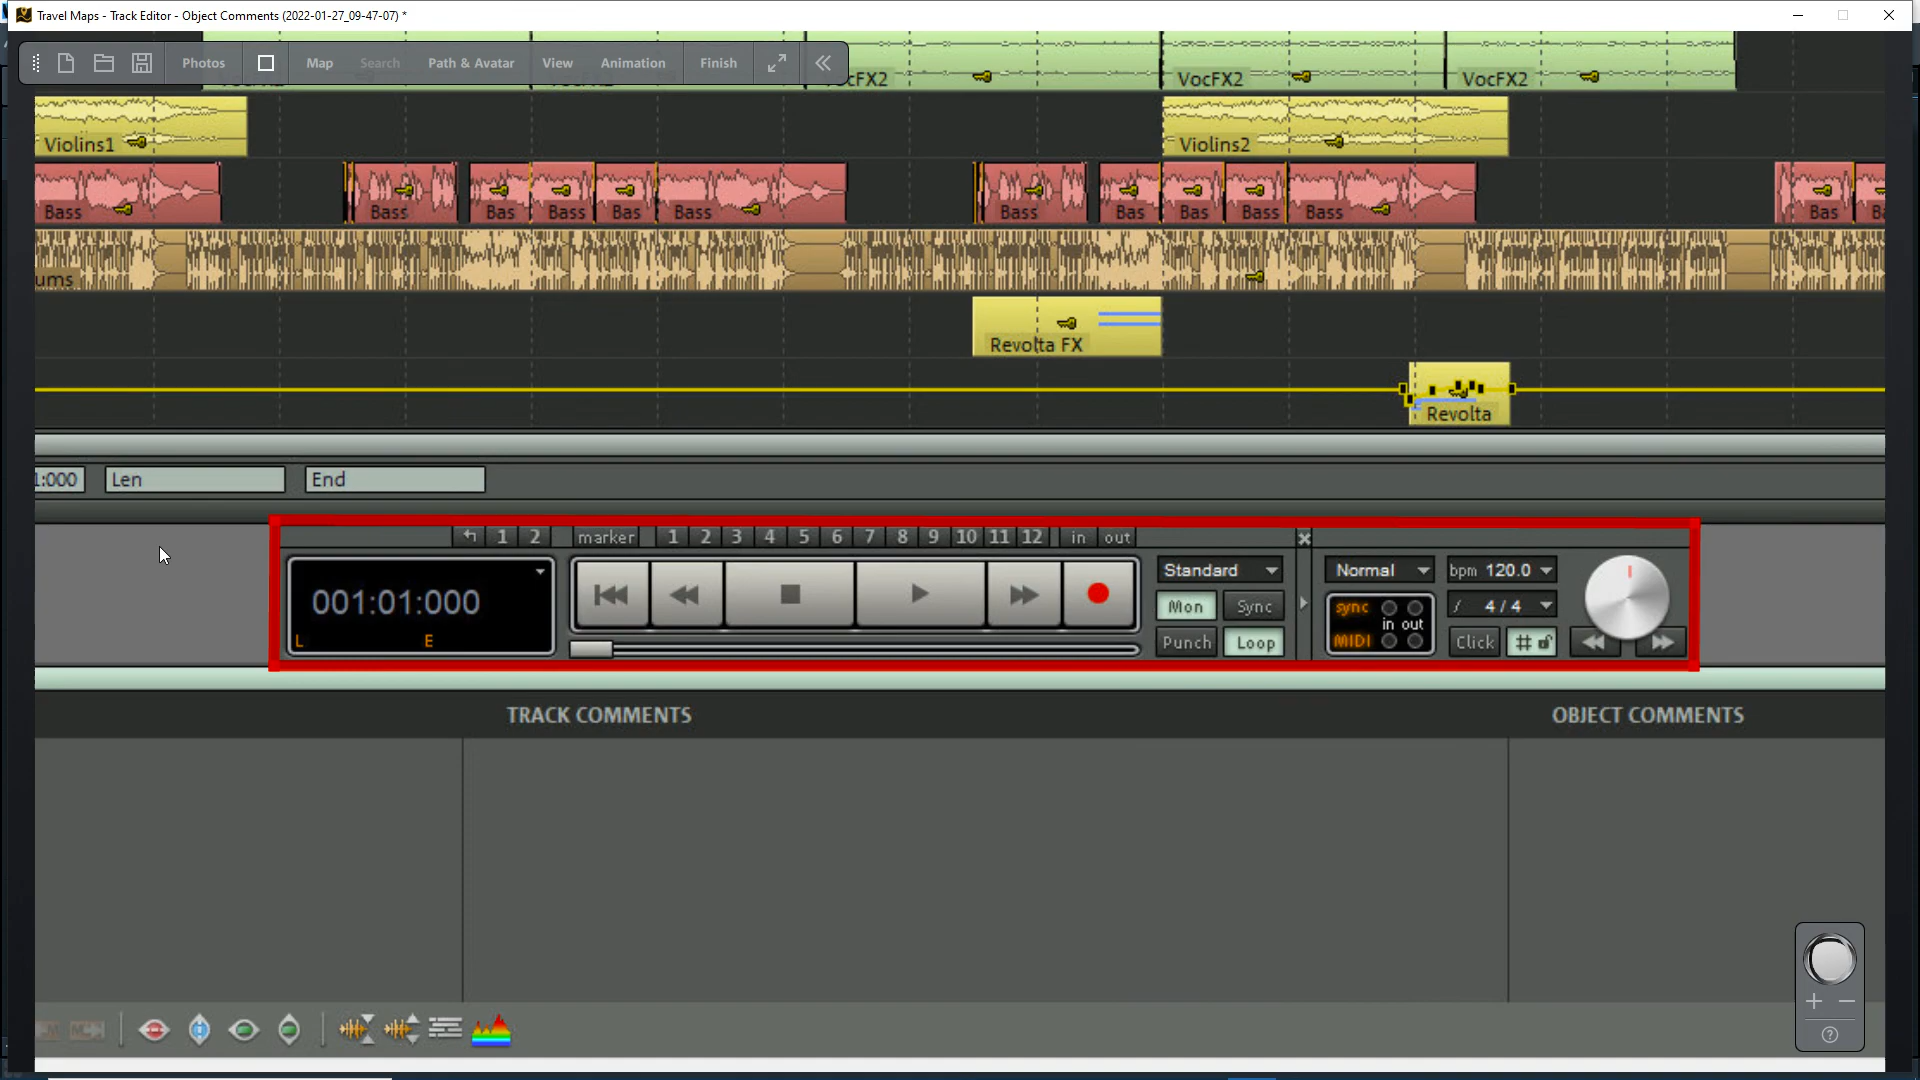 Travel Maps - Track Editor - Object Comments (2022-01-27_09-47-07) *
Photos Map Search Path & Avatar View Animation Finish
VocFX2 VocFX2
Violins1 Violins2
Bass Bass Bas Bass Bas Bass Bass Bas Bas Bass Bass Bas
ums
Revolta FX
Revolta
1:000 Len End
1 2 marker 1 2 3 4 5 6 7 8 9 10 11 12 in out
Standard Normal bpm 120.0
001:01:000
L E
Mon Sync sync in out MIDI / 4 / 4
Punch Loop Click #
TRACK COMMENTS OBJECT COMMENTS